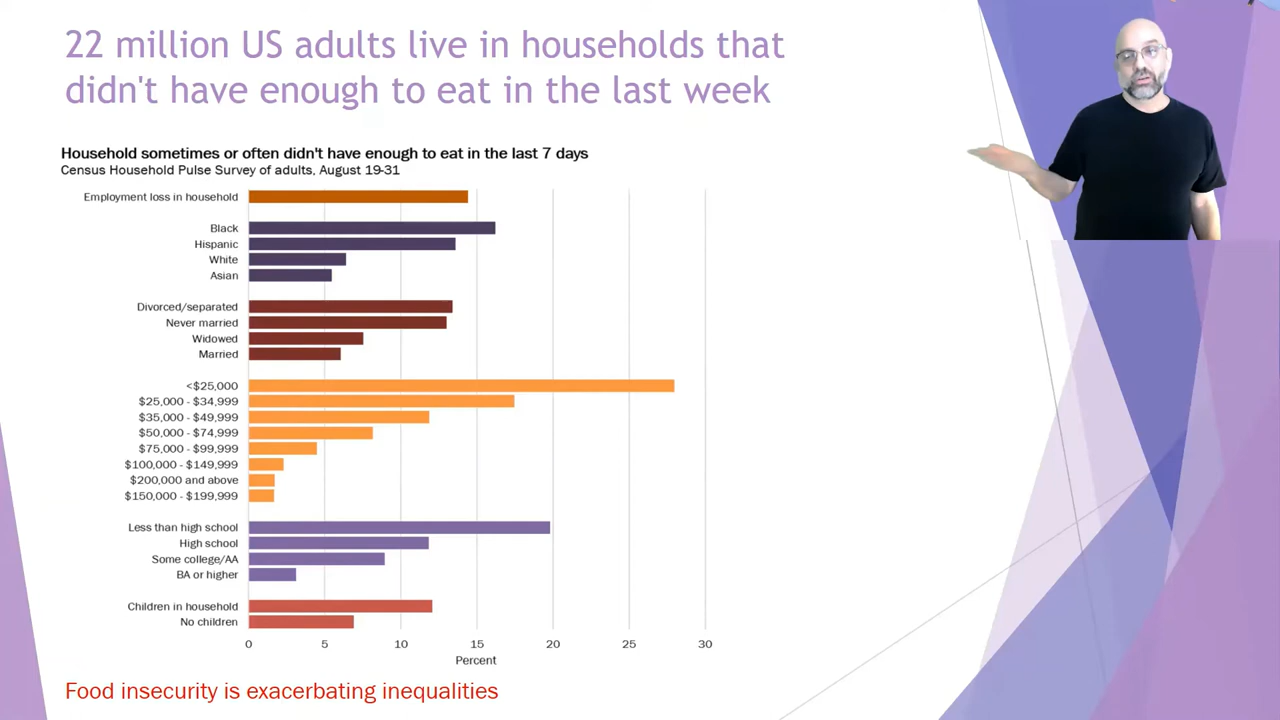 22 million US adults live in households that
didn't have enough to eat in the last week
Household sometimes or often didn't have enough to eat in the last 7 days
Census Household Pulse Survey of adults, August 19-31
Employment loss in household
Black
Hispanic
White
Asian
Divorced/separated
Never married
Widowed
Married
<$25,000
$25,000 - $34,999
$35,000 - $49,999
$50,000 - $74,999
$75,000 - $99,999
$100,000 - $149,999
$200,000 and above
$150,000 - $199,999
Less than high school
High school
Some college/AA
BA or higher
Children in household
No children
0 5 10 15 20 25 30
Percent
Food insecurity is exacerbating inequalities